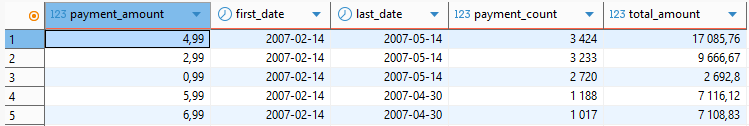 123 payment_amount first_date last_date 123 payment_count 123 total_amount
1 4,99 2007-02-14 2007-05-14 3 424 17 085,76
2 2,99 2007-02-14 2007-05-14 3 233 9 666,67
3 0,99 2007-02-14 2007-05-14 2 720 2 692,8
4 5,99 2007-02-14 2007-04-30 1 188 7 116,12
5 6,99 2007-02-14 2007-04-30 1 017 7 108,83